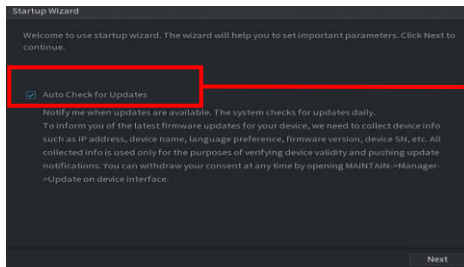 Startup Wizard
Welcome to use startup wizard. The wizard will help you to set important parameters. Click Next to
continue.
Auto Check for Updates
Notify me when updates are available. The system checks for updates daily.
To inform you of the latest firmware updates for your device, we need to collect device info
such as IP address, device name, language preference, firmware version, device SN, etc. All
collected info is used only for the purposes of verifying device validity and pushing update
notifications. You can withdraw your consent at any time by opening MAINTAIN->Manager-
>Update on device interface.
Next